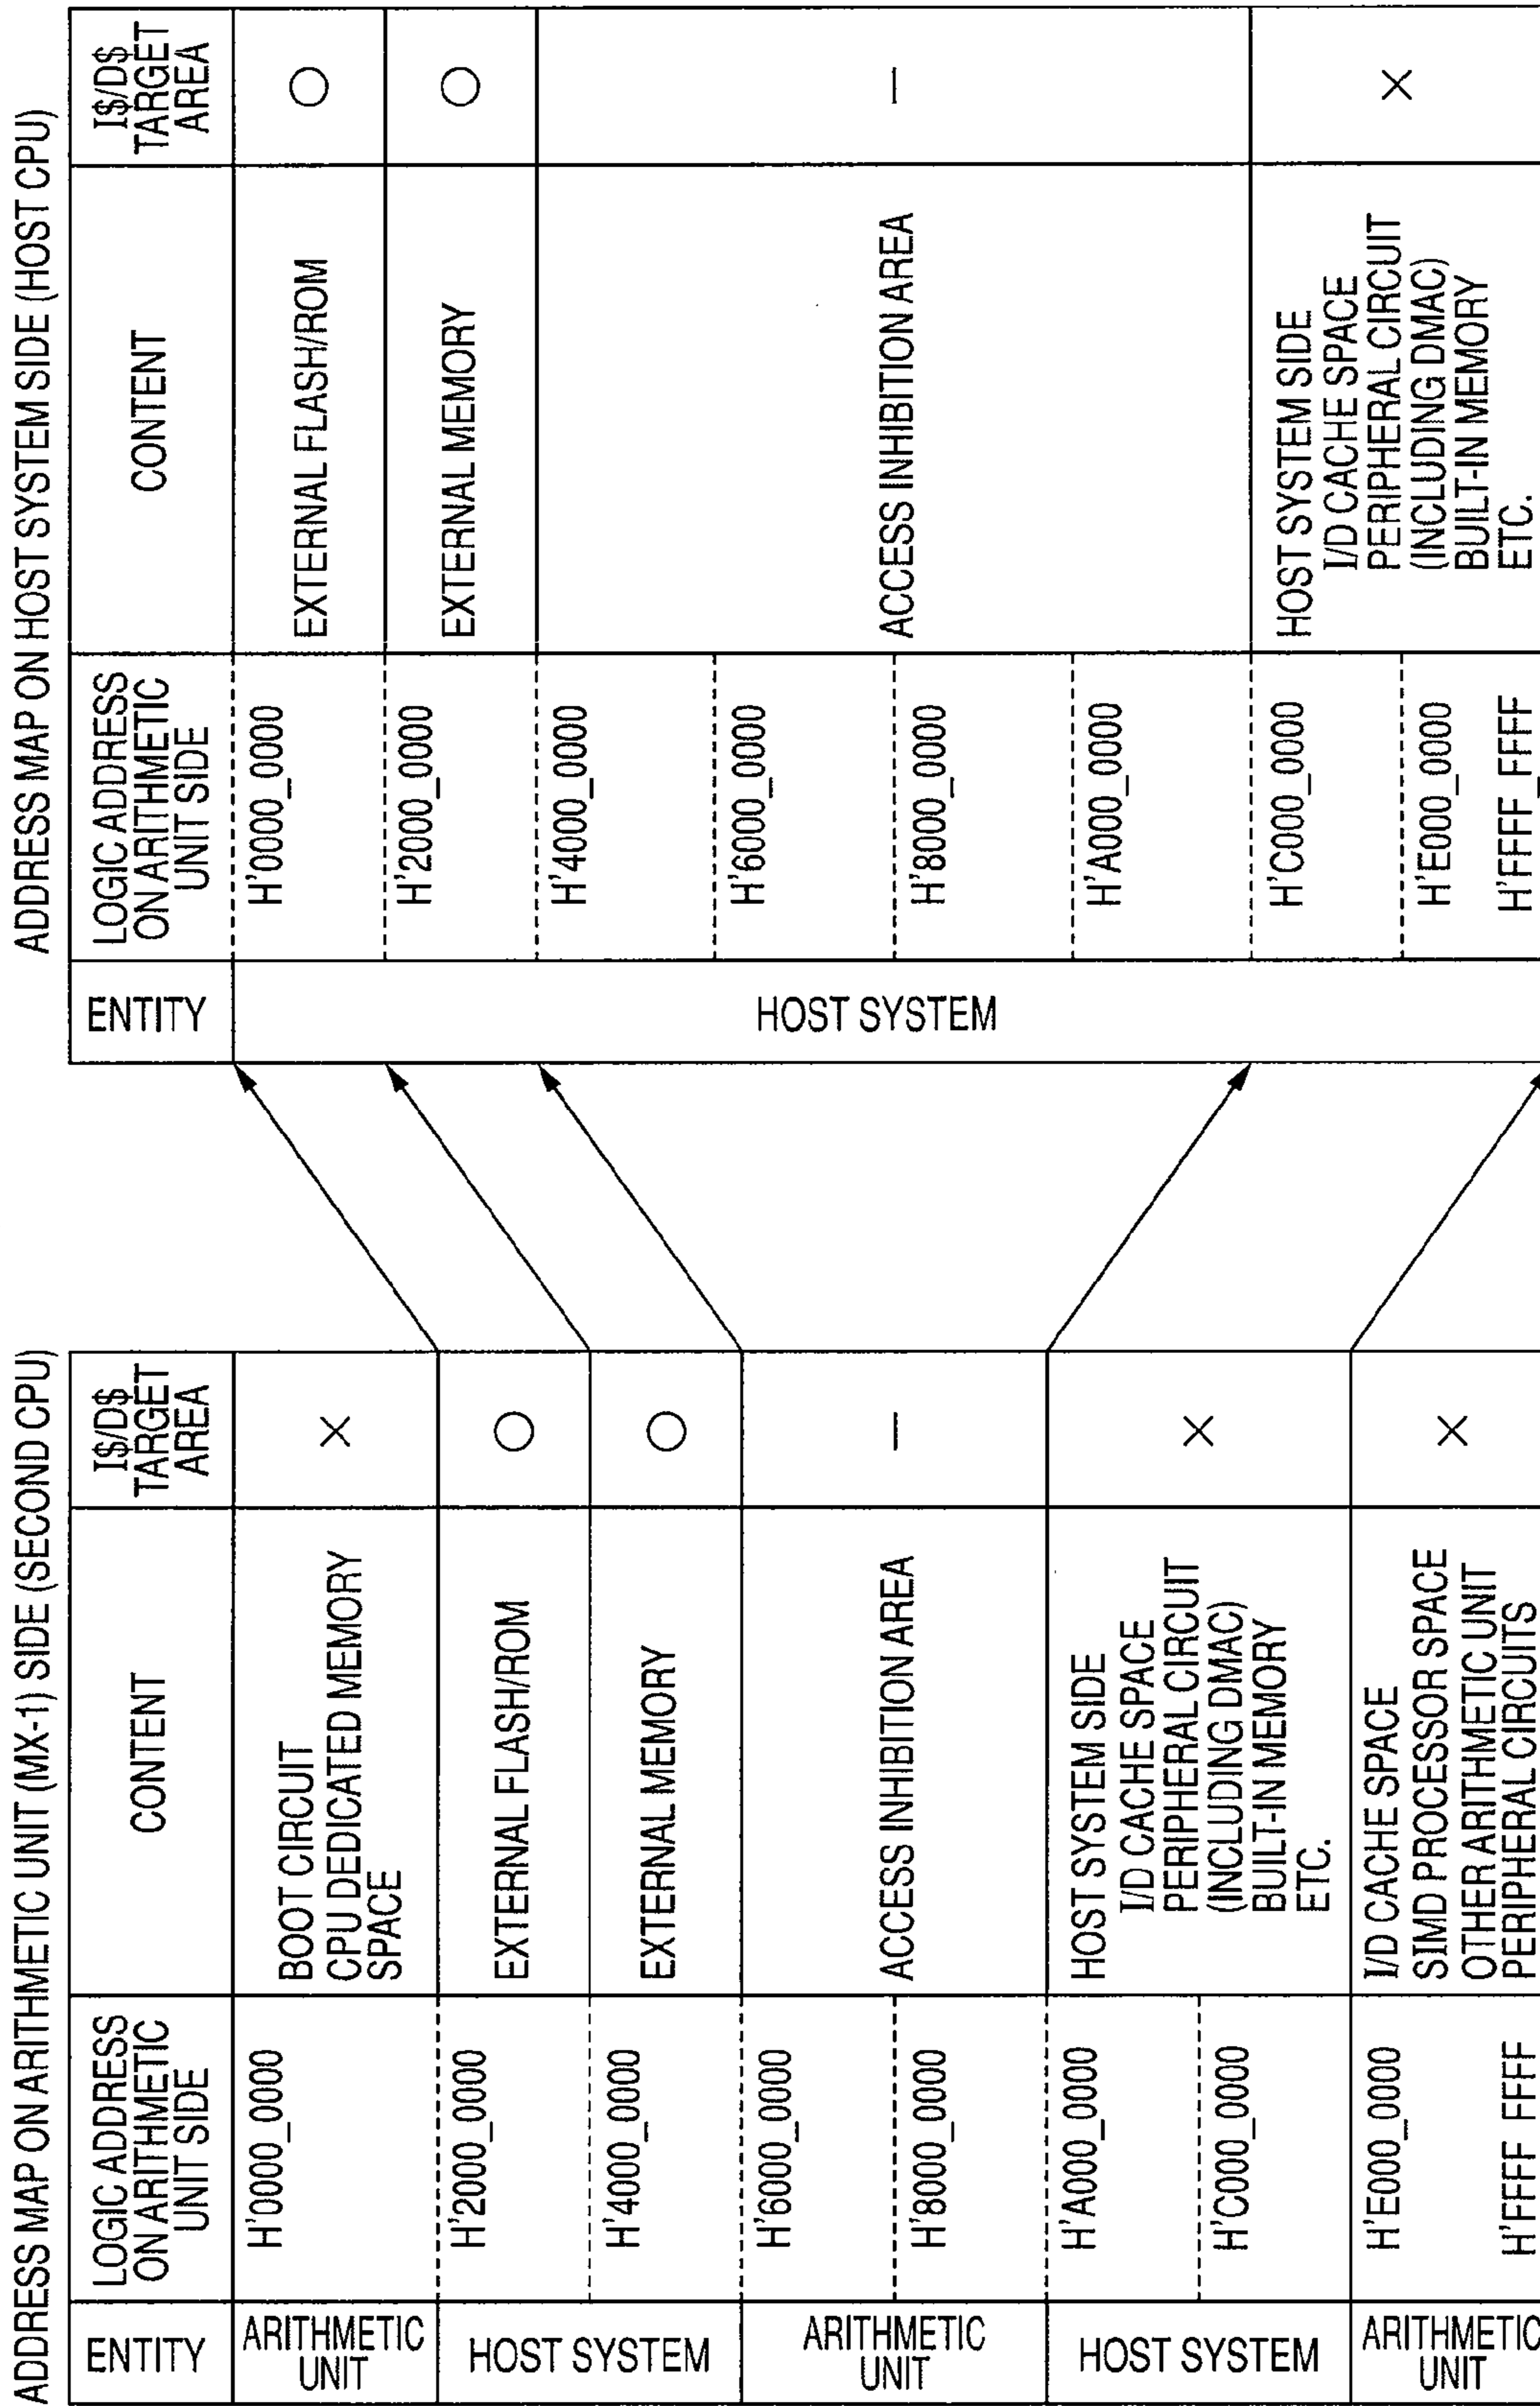 ADDRESS MAP ON ARITHMETIC UNIT (MX-1) SIDE (SECOND CPU)
ENTITY
LOGIC ADDRESS
ON ARITHMETIC
UNIT SIDE
CONTENT
I$/D$
TARGET
AREA
ARITHMETIC
UNIT
H'0000_0000
BOOT CIRCUIT
CPU DEDICATED MEMORY
SPACE
×
HOST SYSTEM
H'2000_0000
EXTERNAL FLASH/ROM
○
H'4000_0000
EXTERNAL MEMORY
○
ARITHMETIC
UNIT
H'6000_0000
H'8000_0000
ACCESS INHIBITION AREA
—
HOST SYSTEM
H'A000_0000
H'C000_0000
HOST SYSTEM SIDE
I/D CACHE SPACE
PERIPHERAL CIRCUIT
(INCLUDING DMAC)
BUILT-IN MEMORY
ETC.
×
ARITHMETIC
UNIT
H'E000_0000
H'FFFF_FFFF
I/D CACHE SPACE
SIMD PROCESSOR SPACE
OTHER ARITHMETIC UNIT
PERIPHERAL CIRCUITS
×
ADDRESS MAP ON HOST SYSTEM SIDE (HOST CPU)
ENTITY
LOGIC ADDRESS
ON ARITHMETIC
UNIT SIDE
CONTENT
I$/D$
TARGET
AREA
HOST SYSTEM
H'0000_0000
EXTERNAL FLASH/ROM
○
H'2000_0000
EXTERNAL MEMORY
○
H'4000_0000
H'6000_0000
H'8000_0000
H'A000_0000
ACCESS INHIBITION AREA
—
H'C000_0000
H'E000_0000
H'FFFF_FFFF
HOST SYSTEM SIDE
I/D CACHE SPACE
PERIPHERAL CIRCUIT
(INCLUDING DMAC)
BUILT-IN MEMORY
ETC.
×